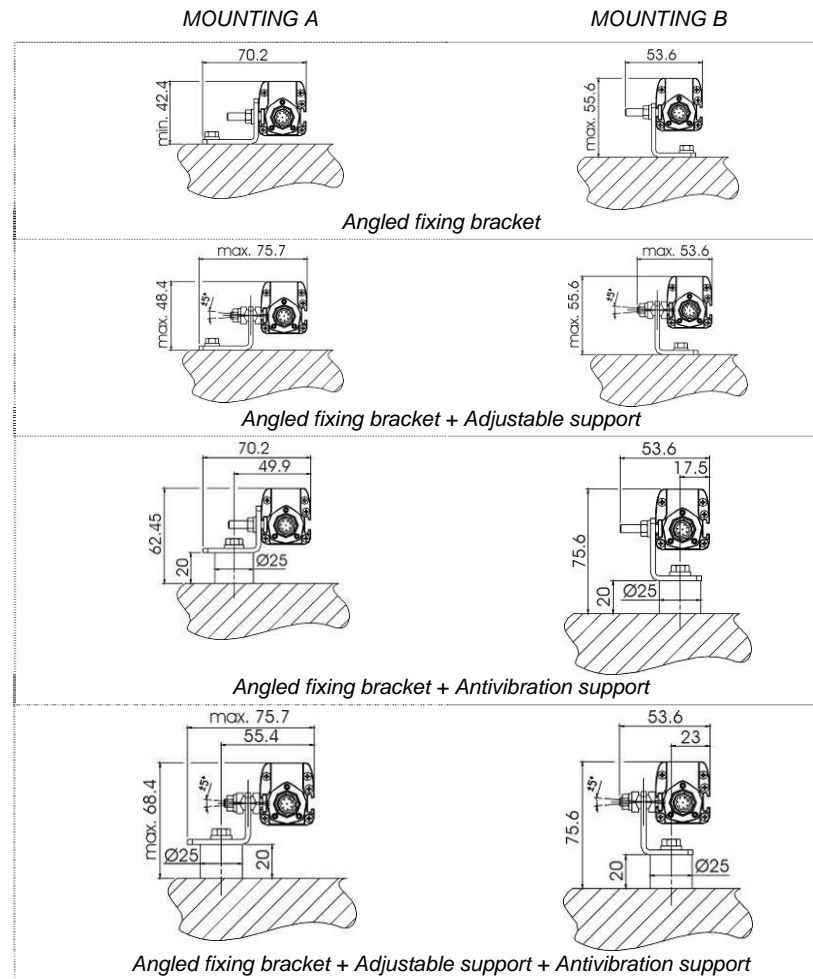 MOUNTING A MOUNTING B
70.2 53.6
min. 42.4 max. 55.6
Angled fixing bracket
max. 75.7 max. 53.6
max. 48.4 ±5° max. 55.6 ±5°
Angled fixing bracket + Adjustable support
70.2 53.6
49.9 17.5
62.45 75.6
20 Ø25 20 Ø25
Angled fixing bracket + Antivibration support
max. 75.7 53.6
55.4 23
max. 68.4 ±5° 75.6 ±5°
Ø25 20 20 Ø25
Angled fixing bracket + Adjustable support + Antivibration support